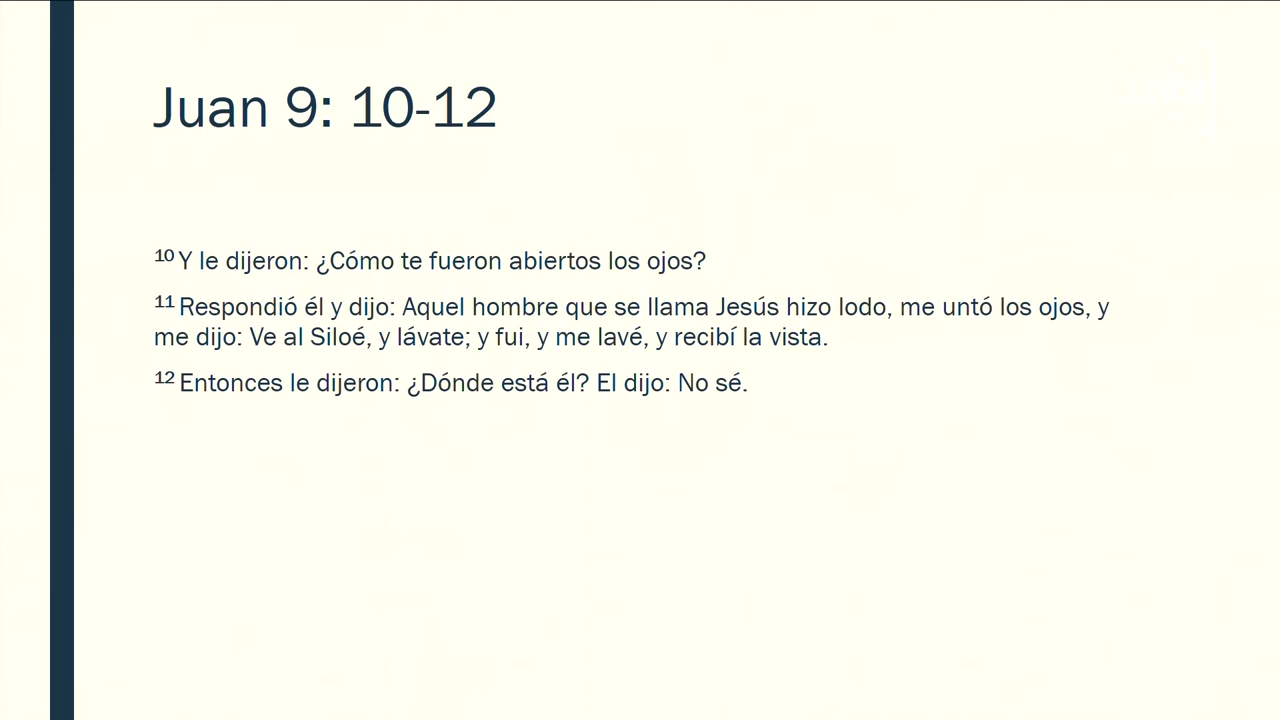 Juan 9: 10-12
10 Y le dijeron: ¿Cómo te fueron abiertos los ojos?
11 Respondió él y dijo: Aquel hombre que se llama Jesús hizo lodo, me untó los ojos, y
me dijo: Ve al Siloé, y lávate; y fui, y me lavé, y recibí la vista.
12 Entonces le dijeron: ¿Dónde está él? El dijo: No sé.